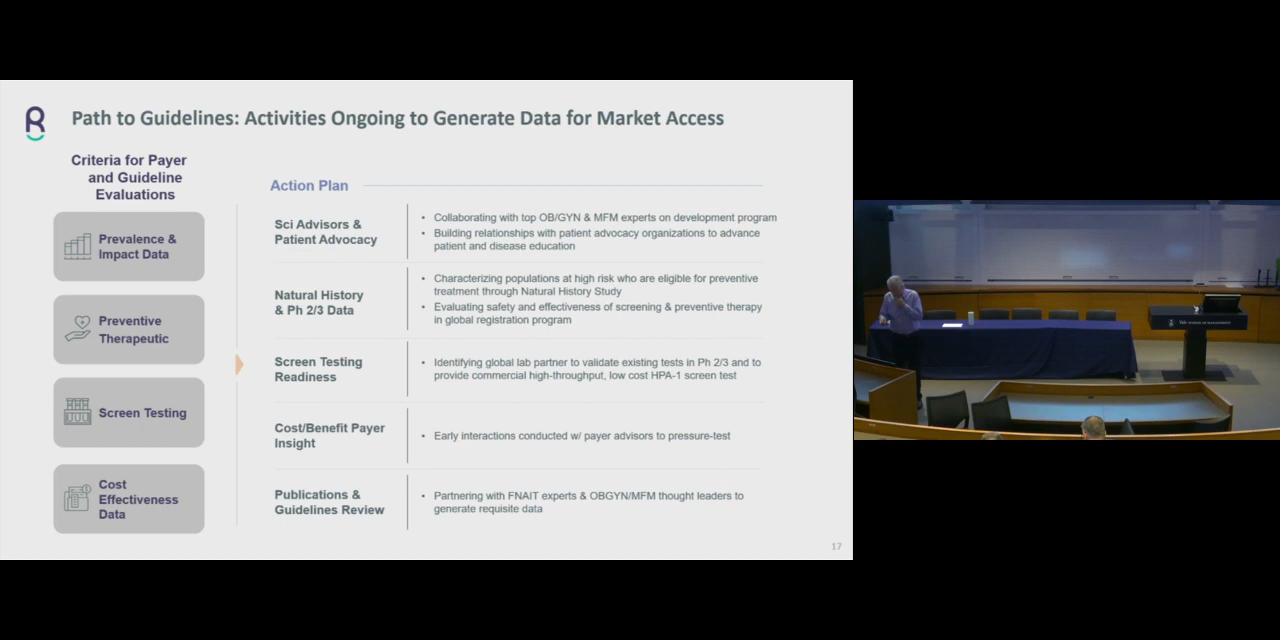 Path to Guidelines: Activities Ongoing to Generate Data for Market Access
Criteria for Payer
and Guideline
Evaluations
Prevalence &
Impact Data
Preventive
Therapeutic
Screen Testing
Cost
Effectiveness
Data
Action Plan
Sci Advisors &
Patient Advocacy
• Collaborating with top OB/GYN & MFM experts on development program
• Building relationships with patient advocacy organizations to advance
patient and disease education
Natural History
& Ph 2/3 Data
• Characterizing populations at high risk who are eligible for preventive
treatment through Natural History Study
• Evaluating safety and effectiveness of screening & preventive therapy
in global registration program
Screen Testing
Readiness
• Identifying global lab partner to validate existing tests in Ph 2/3 and to
provide commercial high-throughput, low cost HPA-1 screen test
Cost/Benefit Payer
Insight
• Early interactions conducted w/ payer advisors to pressure-test
Publications &
Guidelines Review
• Partnering with FNAIT experts & OBGYN/MFM thought leaders to
generate requisite data
17
Yale SCHOOL OF MANAGEMENT